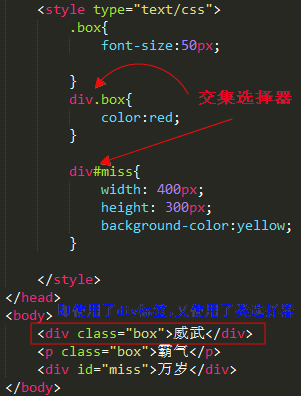 <style type="text/css">
.box{
font-size:50px;
}
div.box{
color:red;
}
交集选择器
div#miss{
width: 400px;
height: 300px;
background-color:yellow;
}
</style>
</head>
<body>
即使用了div标签,又使用了类选择器
<div class="box">威武</div>
<p class="box">霸气</p>
<div id="miss">万岁</div>
</body>